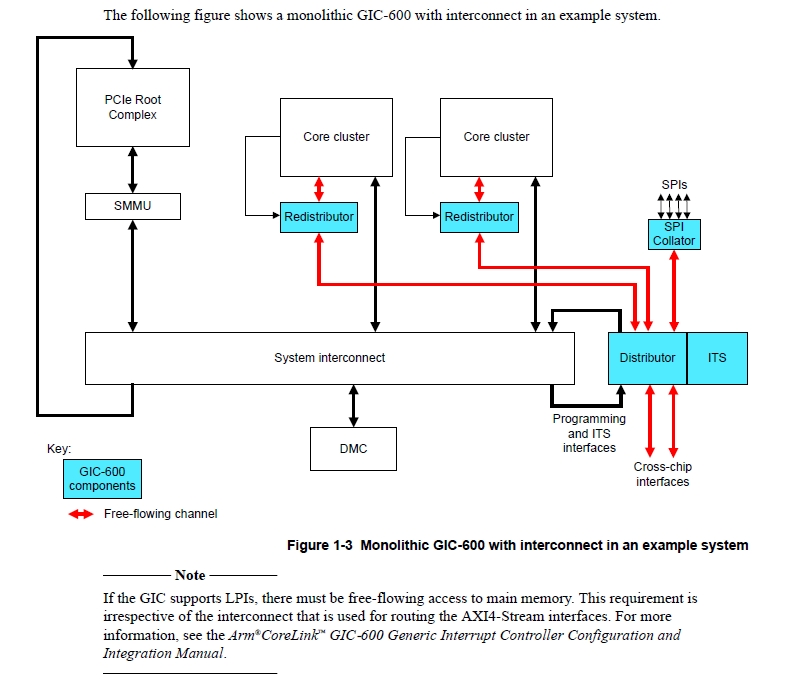 The following figure shows a monolithic GIC-600 with interconnect in an example system.
PCIe Root
Complex
Core cluster
Core cluster
SMMU
Redistributor
Redistributor
SPIs
SPI
Collator
System interconnect
Distributor
ITS
DMC
Programming
and ITS
interfaces
Cross-chip
interfaces
Key:
GIC-600
components
Free-flowing channel
Figure 1-3 Monolithic GIC-600 with interconnect in an example system
Note
If the GIC supports LPIs, there must be free-flowing access to main memory. This requirement is
irrespective of the interconnect that is used for routing the AXI4-Stream interfaces. For more
information, see the Arm®CoreLink™ GIC-600 Generic Interrupt Controller Configuration and
Integration Manual.